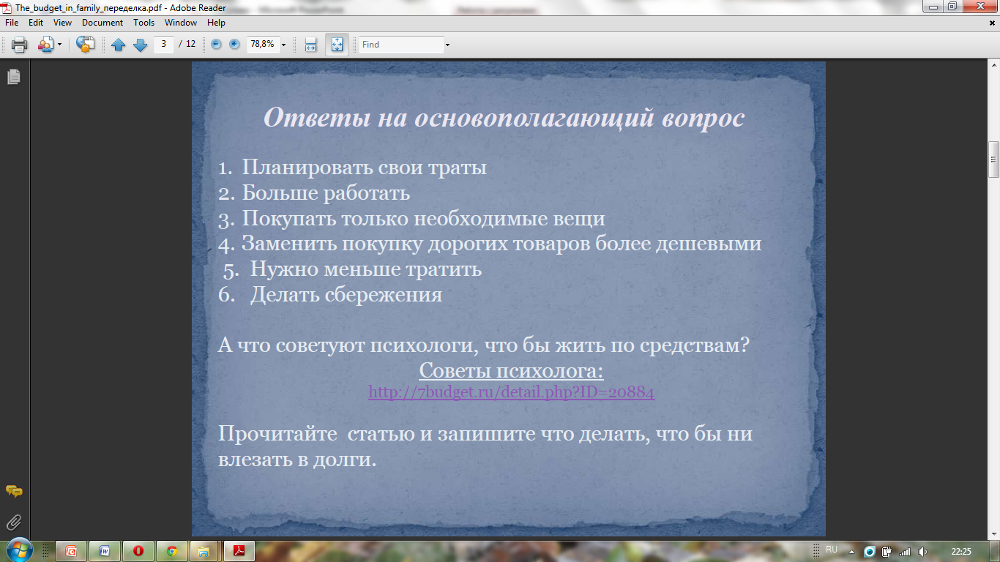 The_budget_in_family_переделка.pdf - Adobe Reader
File Edit View Document Tools Window Help
3 / 12 78,8% Find
Ответы на основополагающий вопрос
1. Планировать свои траты
2. Больше работать
3. Покупать только необходимые вещи
4. Заменить покупку дорогих товаров более дешевыми
5. Нужно меньше тратить
6. Делать сбережения
А что советуют психологи, что бы жить по средствам?
Советы психолога:
http://7budget.ru/detail.php?ID=20884
Прочитайте статью и запишите что делать, что бы ни
влезать в долги.
RU 22:25